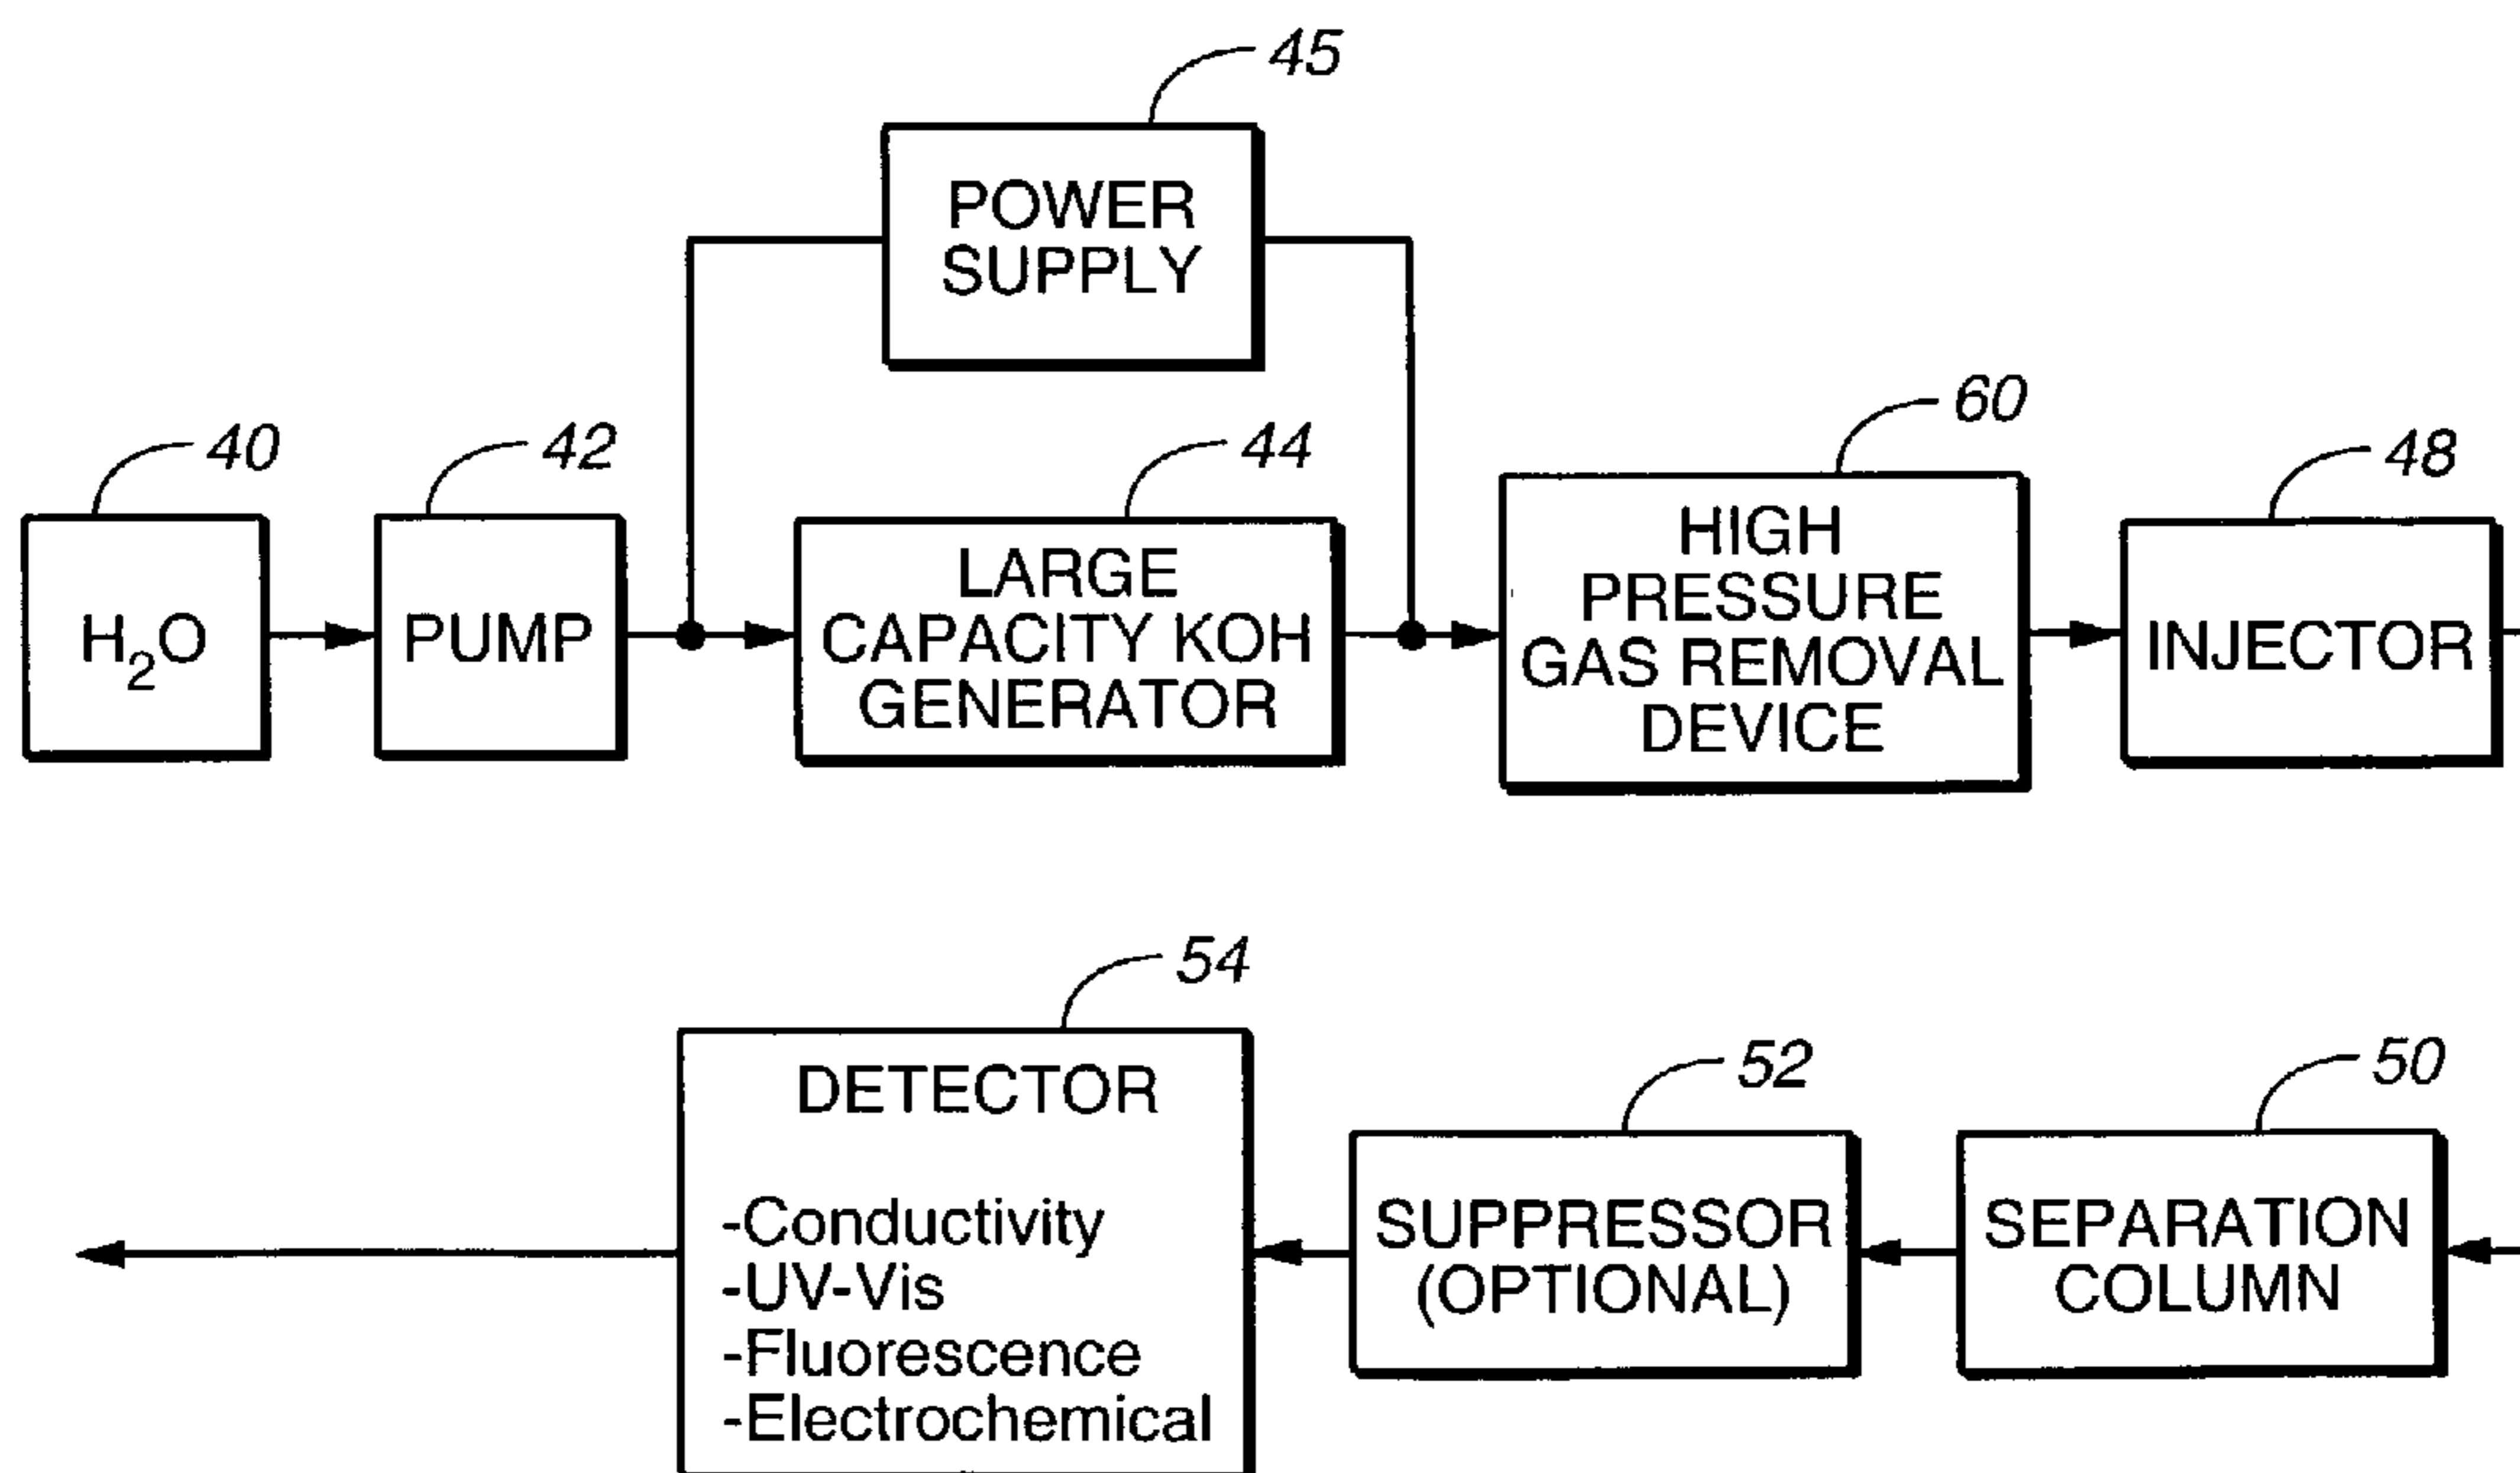 45
POWER
SUPPLY
40
42
44
60
48
H2O
PUMP
LARGE
CAPACITY KOH
GENERATOR
HIGH
PRESSURE
GAS REMOVAL
DEVICE
INJECTOR
54
52
50
DETECTOR
-Conductivity
-UV-Vis
-Fluorescence
-Electrochemical
SUPPRESSOR
(OPTIONAL)
SEPARATION
COLUMN